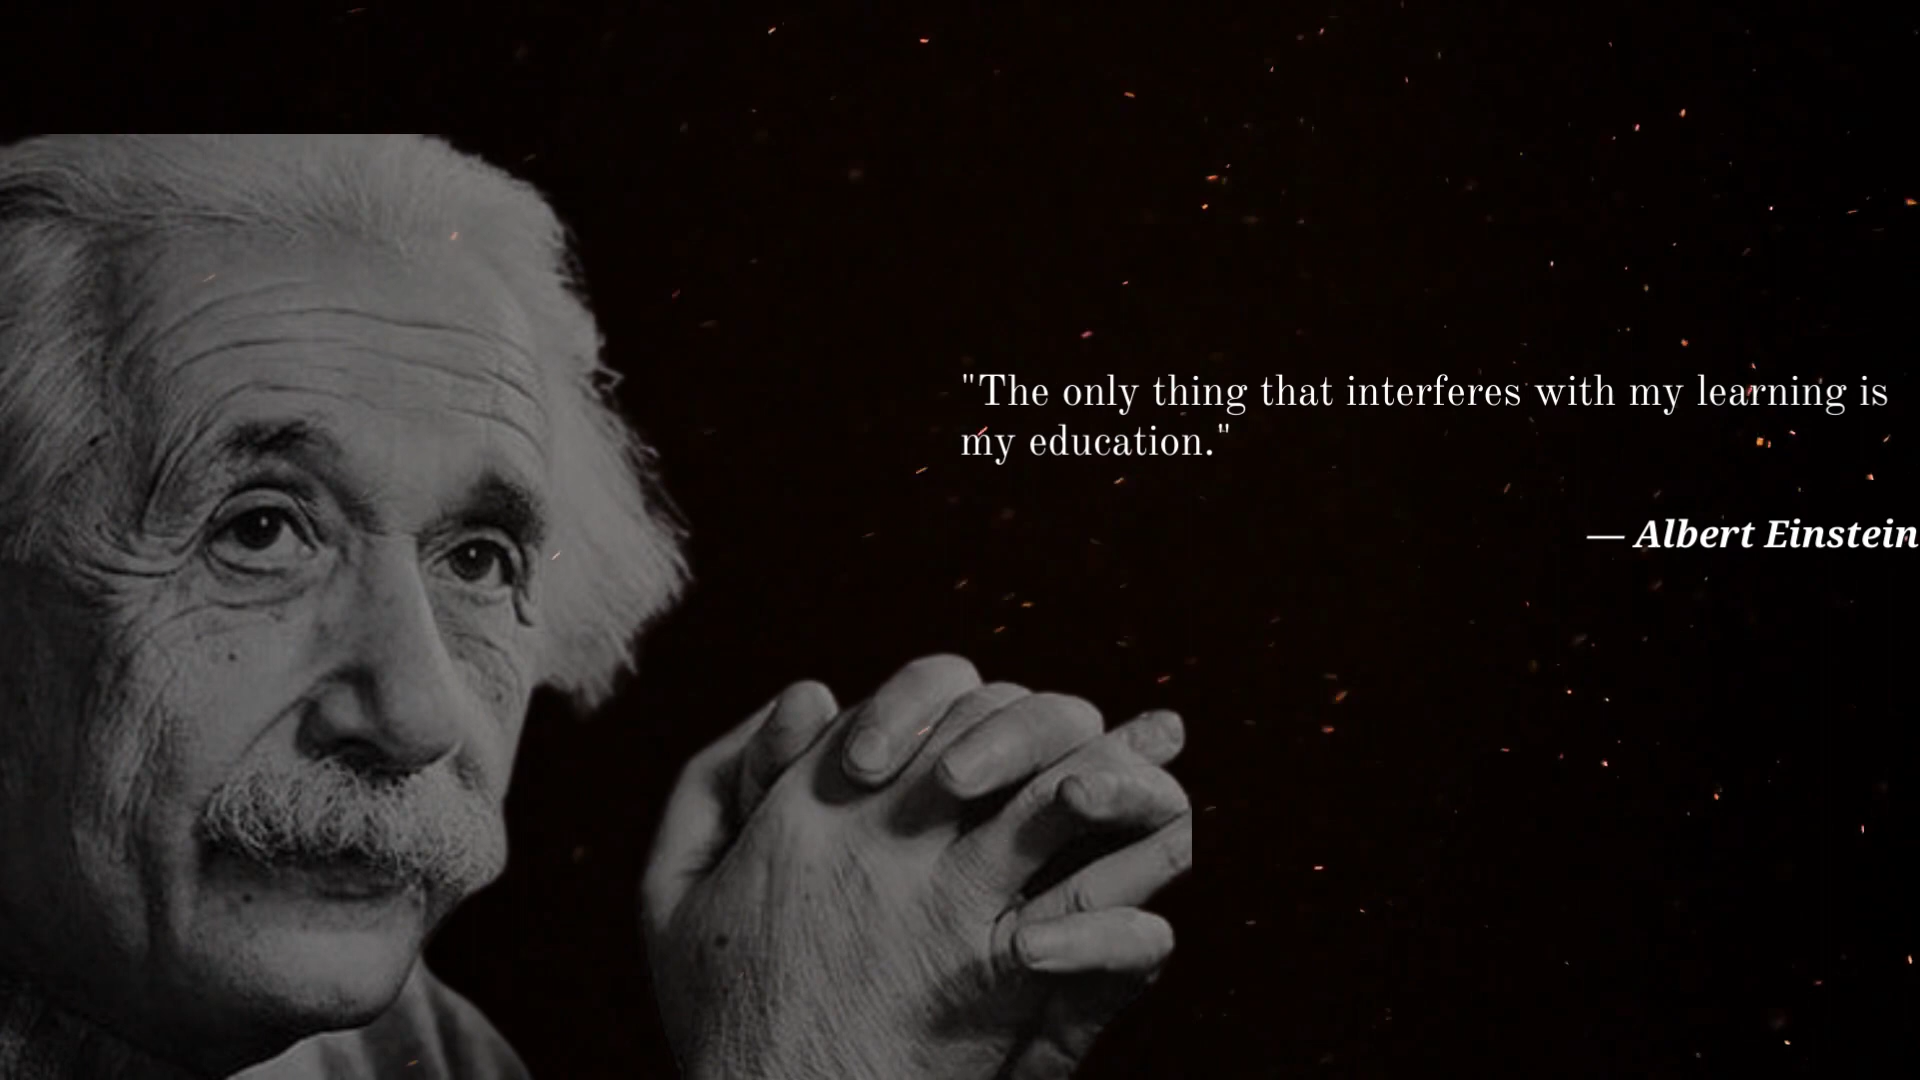 "The only thing that interferes with my learning is
my education."
— Albert Einstein